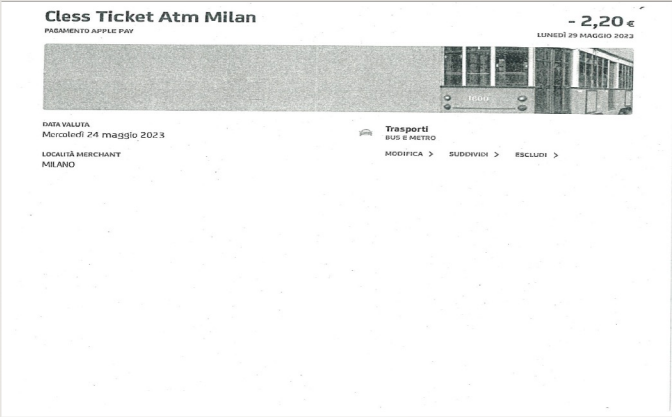 Cless Ticket Atm Milan
- 2,20 €
PAGAMENTO APPLE PAY
LUNEDÌ 29 MAGGIO 2023
1600
DATA VALUTA
Mercoledì 24 maggio 2023
Trasporti
BUS E METRO
LOCALITÀ MERCHANT
MILANO
MODIFICA > SUDDIVIDI > ESCLUDI >